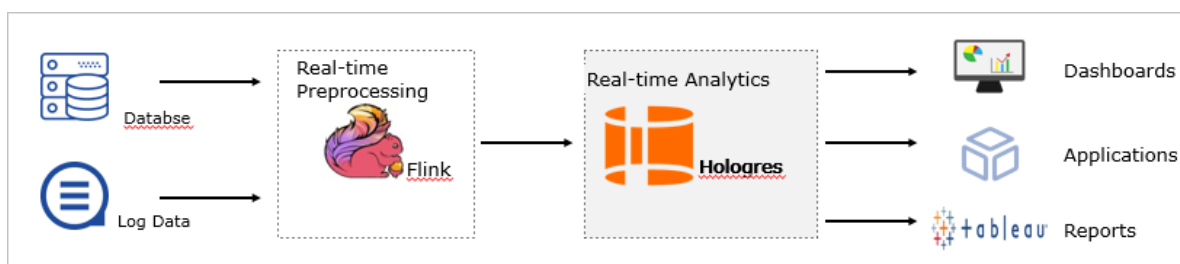 Databse
Log Data
Real-time
Preprocessing
Flink
Real-time Analytics
Hologres
Dashboards
Applications
tableau
Reports